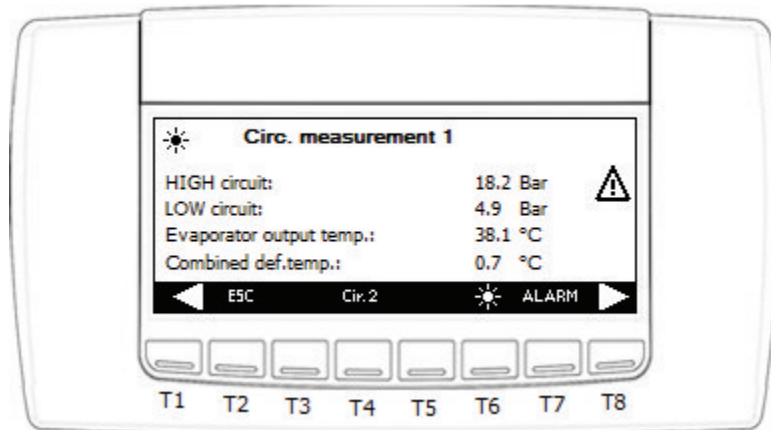 Circ. measurement 1
HIGH circuit: 18.2 Bar
LOW circuit: 4.9 Bar
Evaporator output temp.: 38.1 °C
Combined def.temp.: 0.7 °C
ESC Cir.2 ALARM
T1 T2 T3 T4 T5 T6 T7 T8